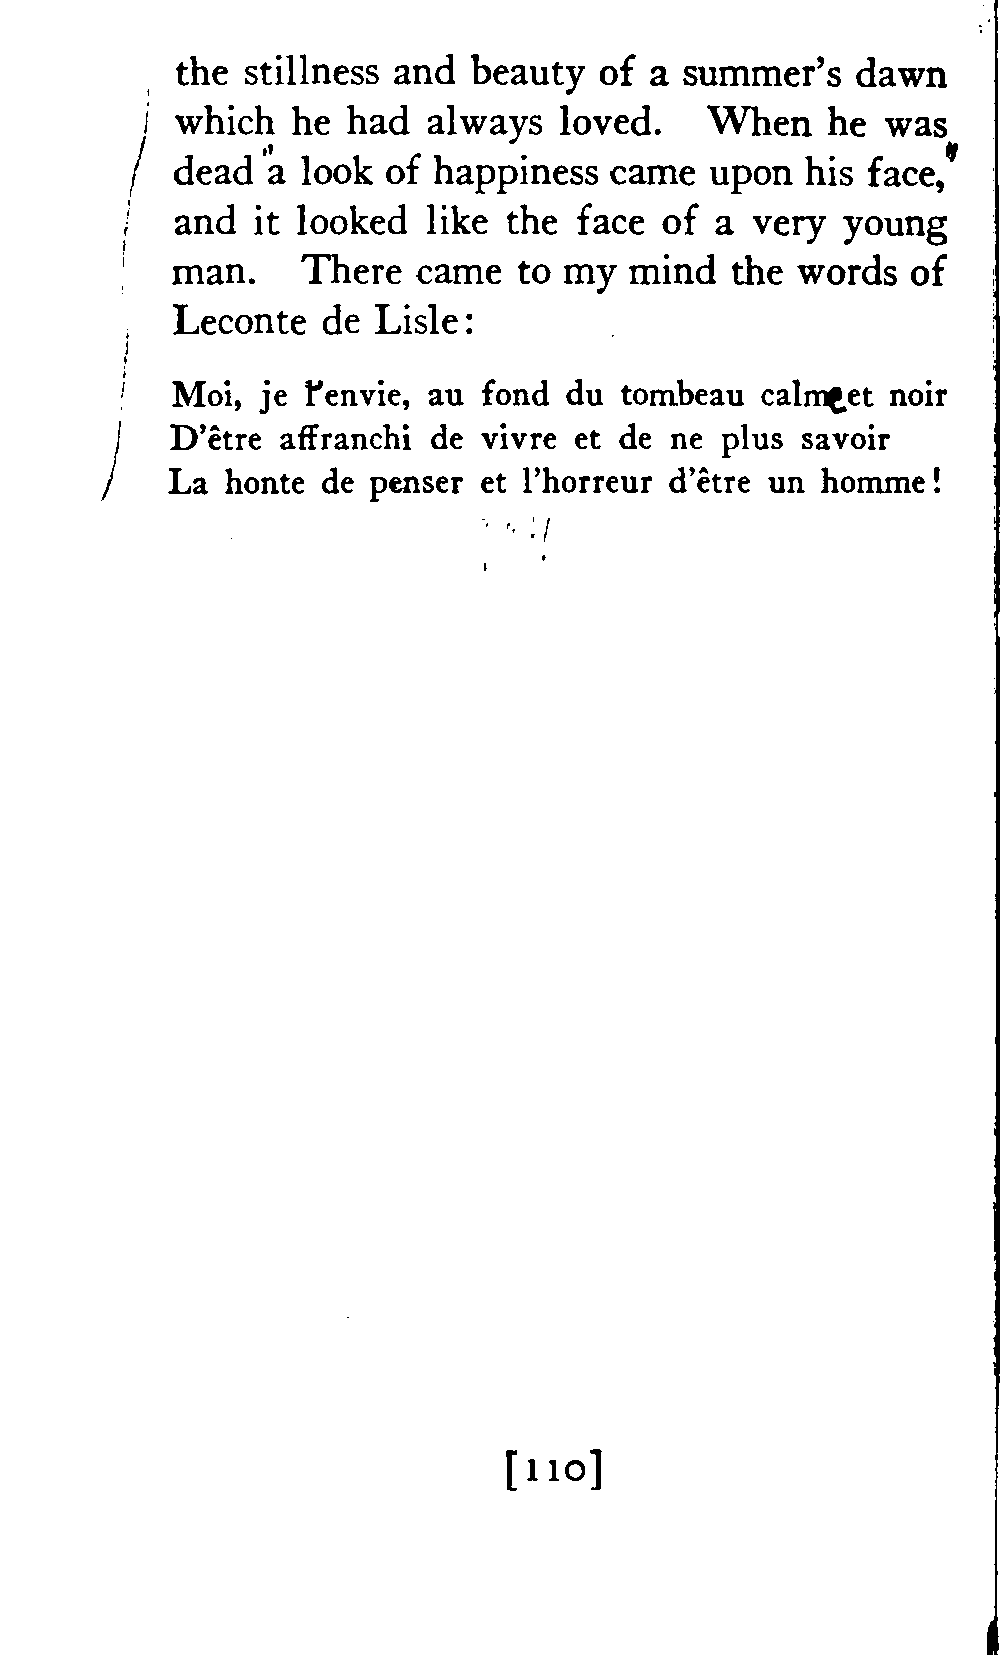 the stillness and beauty of a summer's dawn
which he had always loved. When he was
dead "a look of happiness came upon his face,"
and it looked like the face of a very young
man. There came to my mind the words of
Leconte de Lisle:
Moi, je t'envie, au fond du tombeau calme et noir
D'être affranchi de vivre et de ne plus savoir
La honte de penser et l'horreur d'être un homme!
[110]